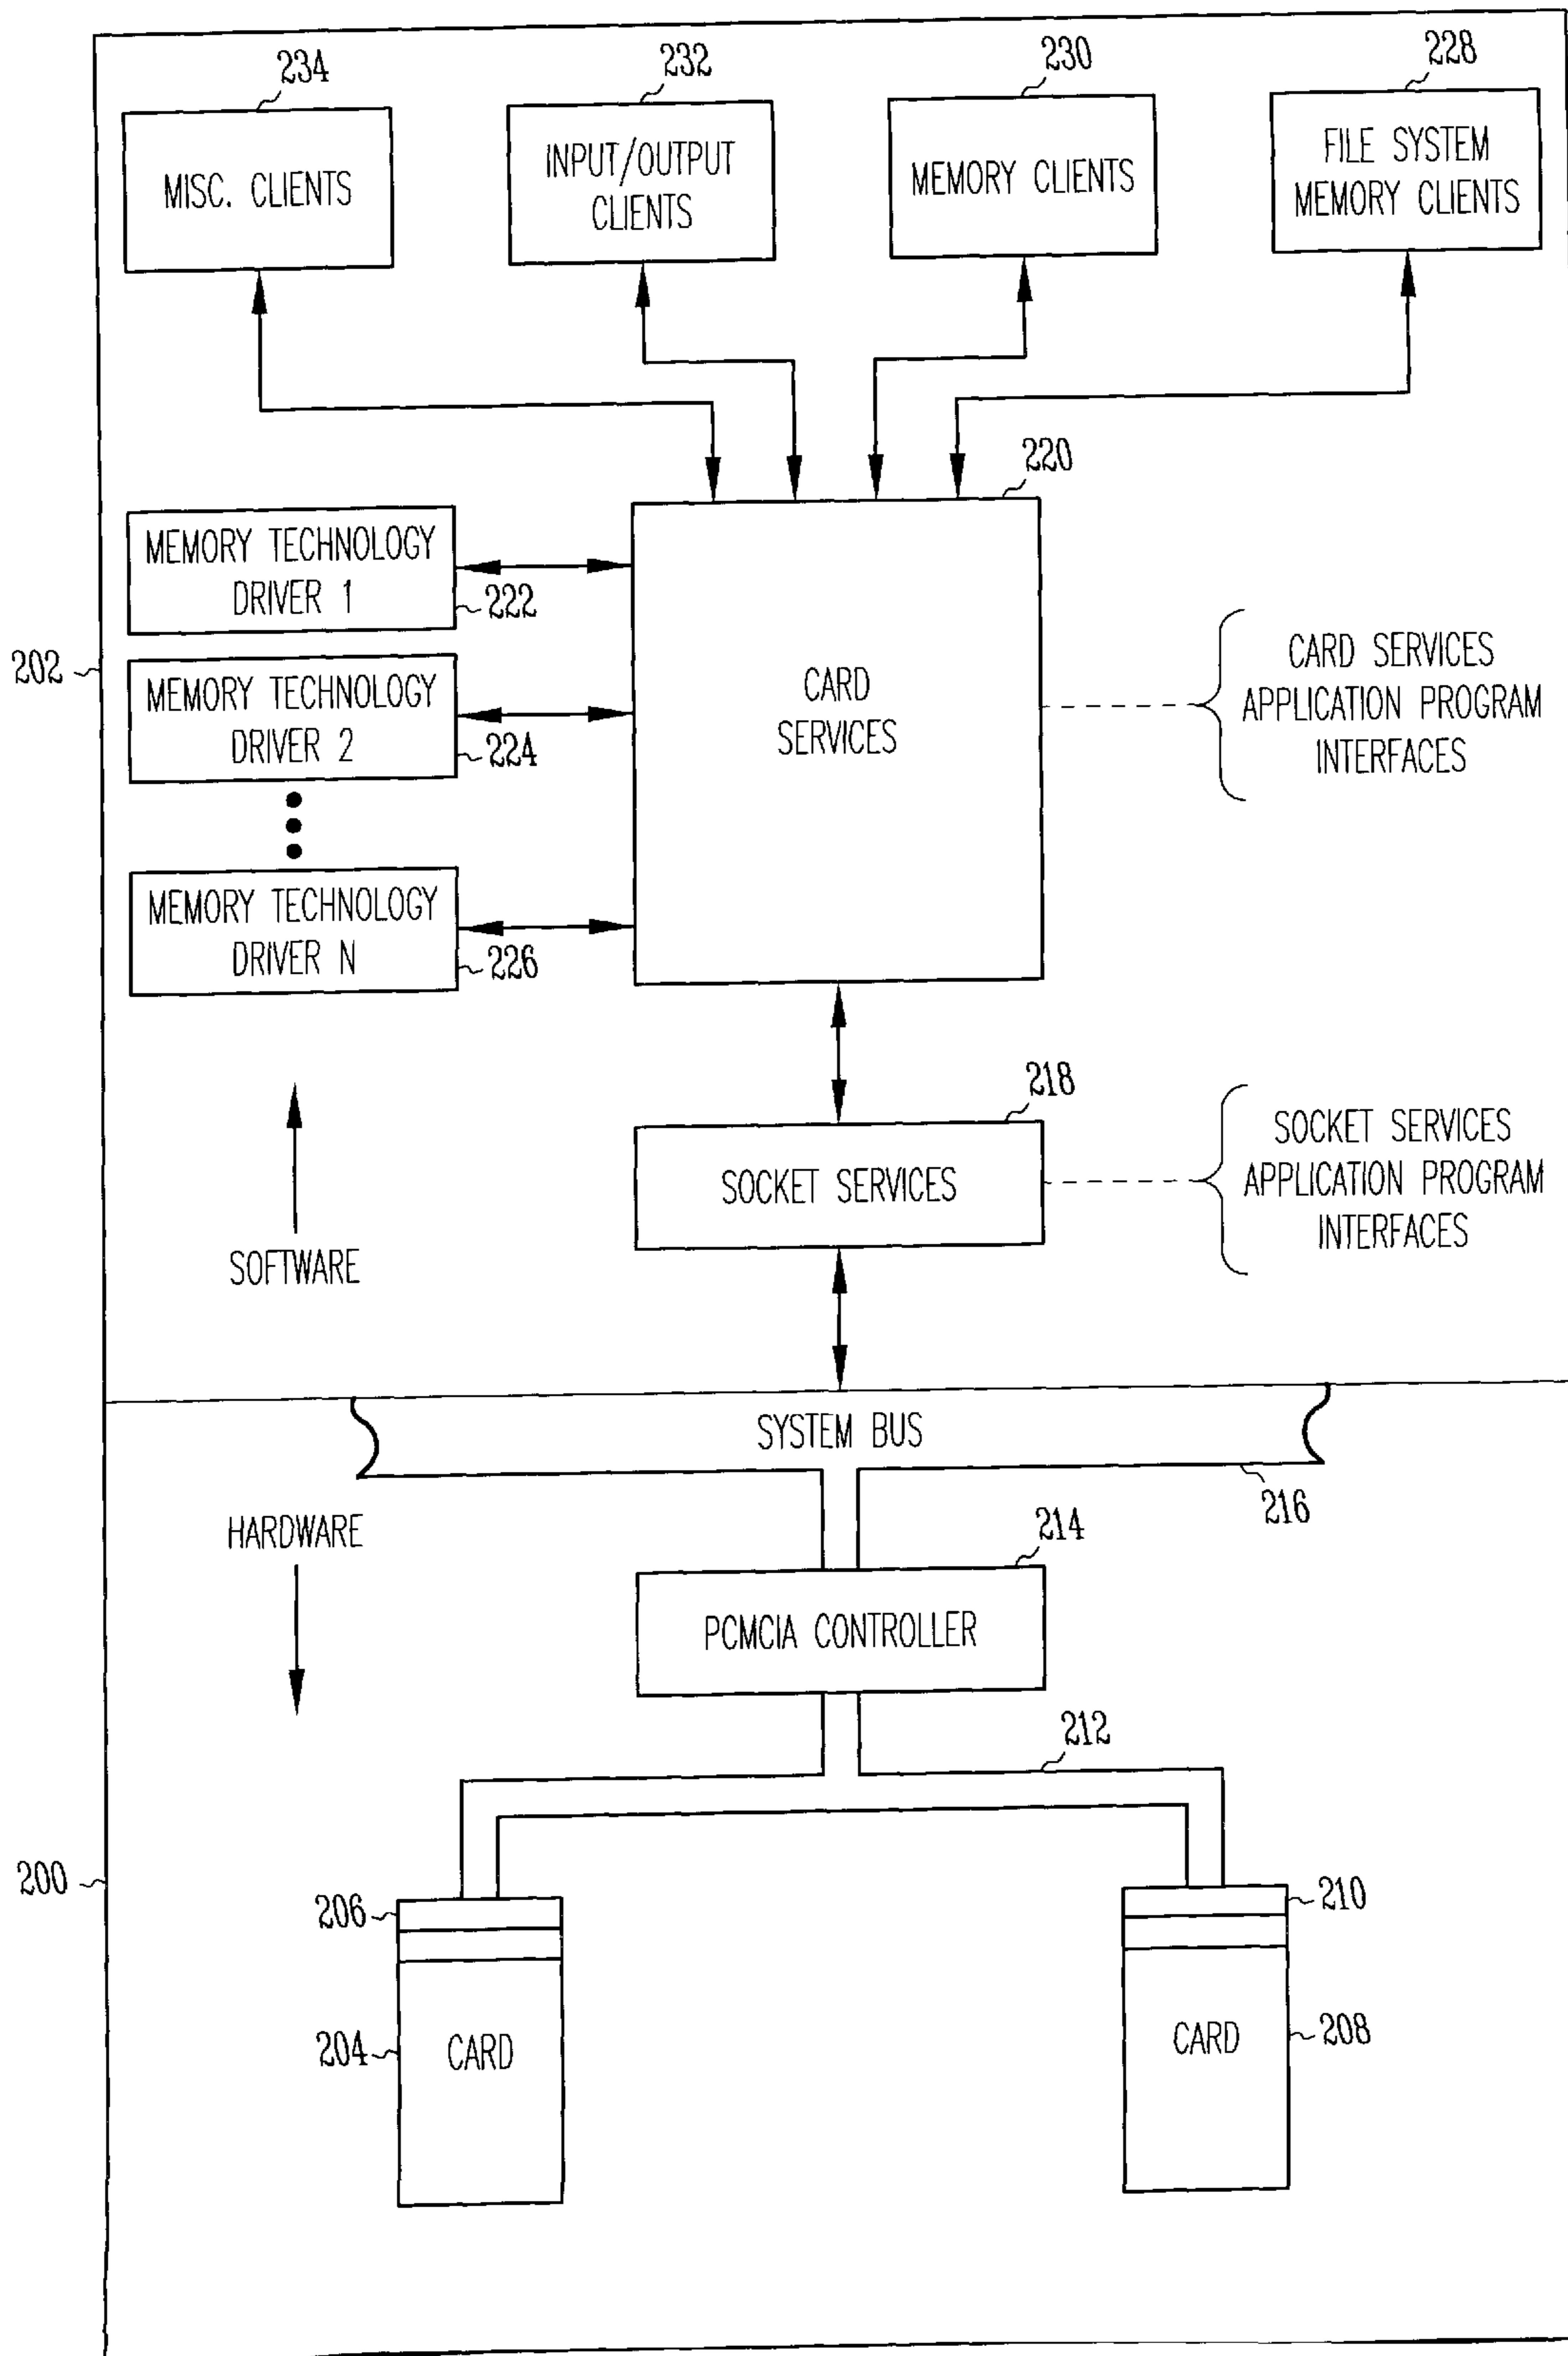 234
232
230
228
MISC. CLIENTS
INPUT/OUTPUT
CLIENTS
MEMORY CLIENTS
FILE SYSTEM
MEMORY CLIENTS
220
MEMORY TECHNOLOGY
DRIVER 1
222
202
MEMORY TECHNOLOGY
DRIVER 2
224
MEMORY TECHNOLOGY
DRIVER N
226
CARD
SERVICES
CARD SERVICES
APPLICATION PROGRAM
INTERFACES
218
SOCKET SERVICES
SOCKET SERVICES
APPLICATION PROGRAM
INTERFACES
SOFTWARE
SYSTEM BUS
216
HARDWARE
214
PCMCIA CONTROLLER
212
200
206
210
204
CARD
CARD
208